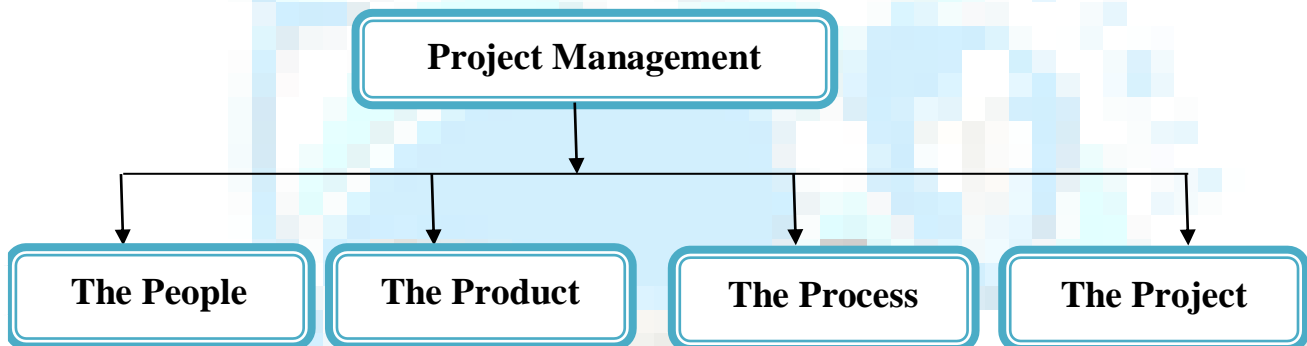 Project Management
The People
The Product
The Process
The Project